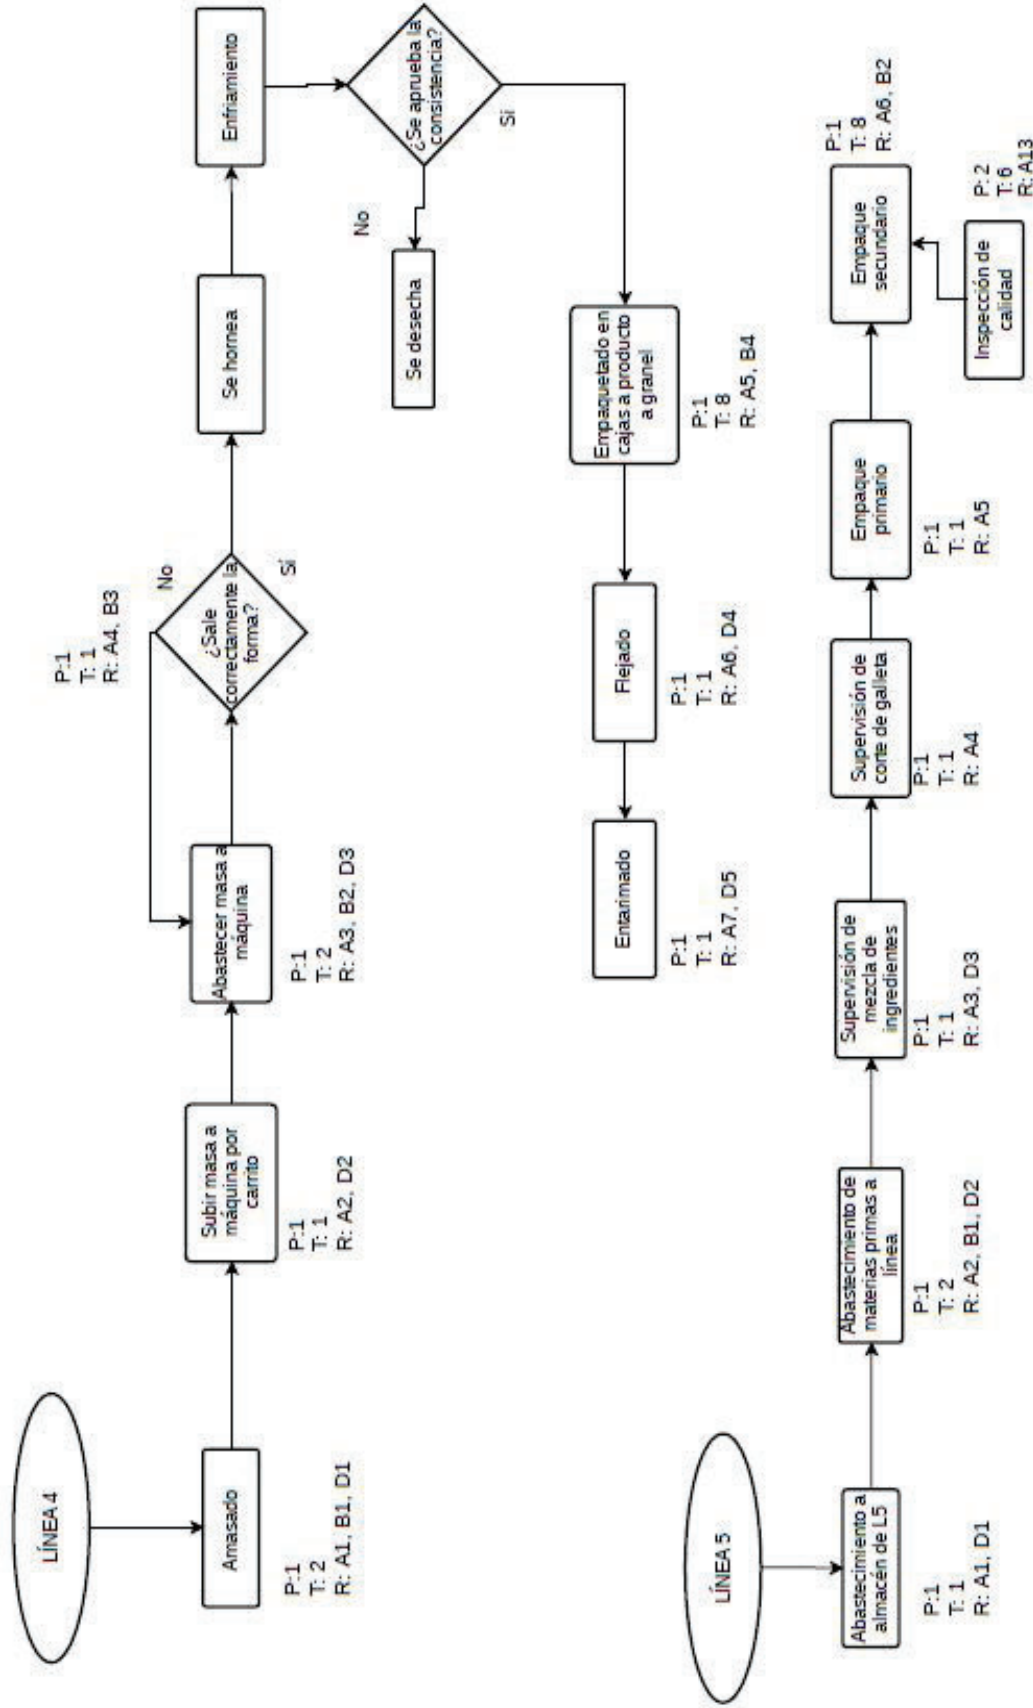 LÍNEA 4
Amasado
P:1
T: 2
R: A1, B1, D1
Subir masa a
máquina por
carrito
P:1
T: 1
R: A2, D2
Abastecer masa a
máquina
P:1
T: 2
R: A3, B2, D3
P:1
T: 1
R: A4, B3
¿Sale
correctamente la
forma?
No
Sí
Se hornea
Enfriamiento
¿Se aprueba la
consistencia?
No
Sí
Se desecha
Empaquetado en
cajas a producto
a granel
P:1
T: 8
R: A5, B4
Flejado
P:1
T: 1
R: A6, D4
Entarimado
P:1
T: 1
R: A7, D5
LÍNEA 5
Abastecimiento a
almacén de L5
P:1
T: 1
R: A1, D1
Abastecimiento de
materias primas a
línea
P:1
T: 2
R: A2, B1, D2
Supervisión de
mezcla de
ingredientes
P:1
T: 1
R: A3, D3
Supervisión de
corte de galleta
P:1
T: 1
R: A4
Empaque
primario
P:1
T: 1
R: A5
Empaque
secundario
P:1
T: 8
R: A6, B2
Inspección de
calidad
P: 2
T: 6
R: A13